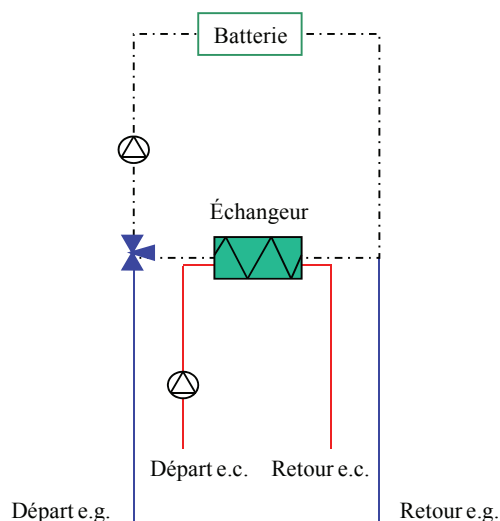 Batterie
Échangeur
Départ e.c.
Retour e.c.
Départ e.g.
Retour e.g.